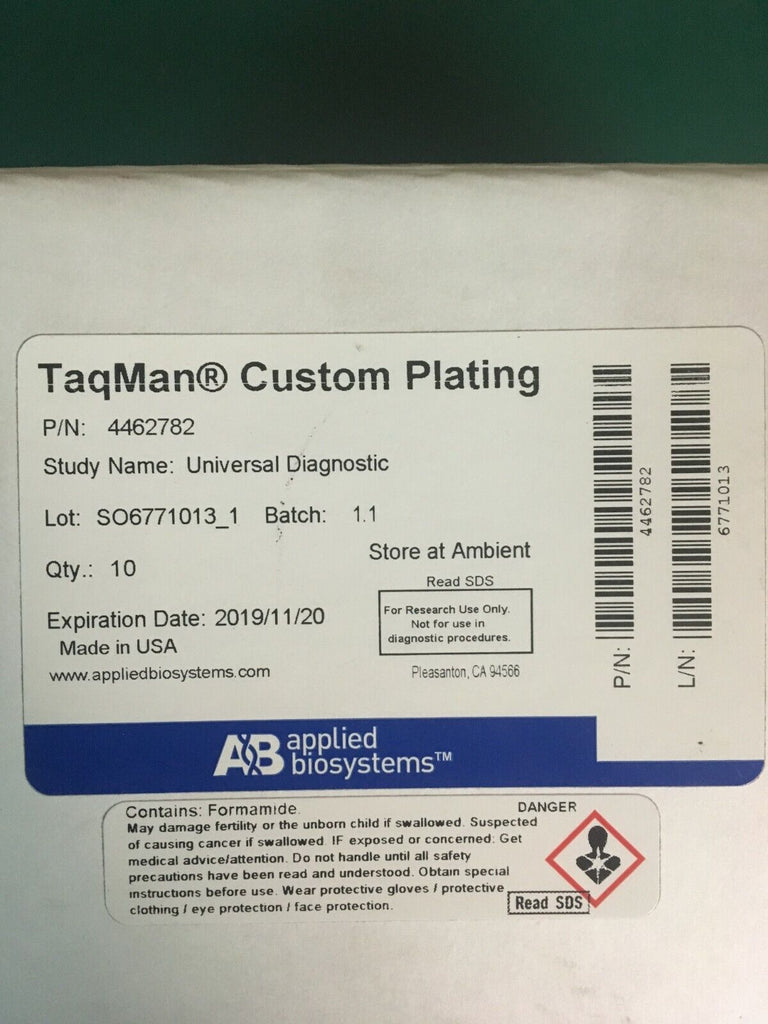 TaqMan® Custom Plating
P/N: 4462782
Study Name: Universal Diagnostic
Lot: SO6771013_1 Batch: 1.1
Store at Ambient
Qty.: 10
Read SDS
For Research Use Only.
Not for use in
diagnostic procedures.
Expiration Date: 2019/11/20
Made in USA
www.appliedbiosystems.com
Pleasanton, CA 94566
P/N:
4462782
L/N:
6771013
AB applied
biosystems™
Contains: Formamide.
DANGER
May damage fertility or the unborn child if swallowed. Suspected
of causing cancer if swallowed. IF exposed or concerned: Get
medical advice/attention. Do not handle until all safety
precautions have been read and understood. Obtain special
instructions before use. Wear protective gloves / protective
clothing / eye protection / face protection.
Read SDS